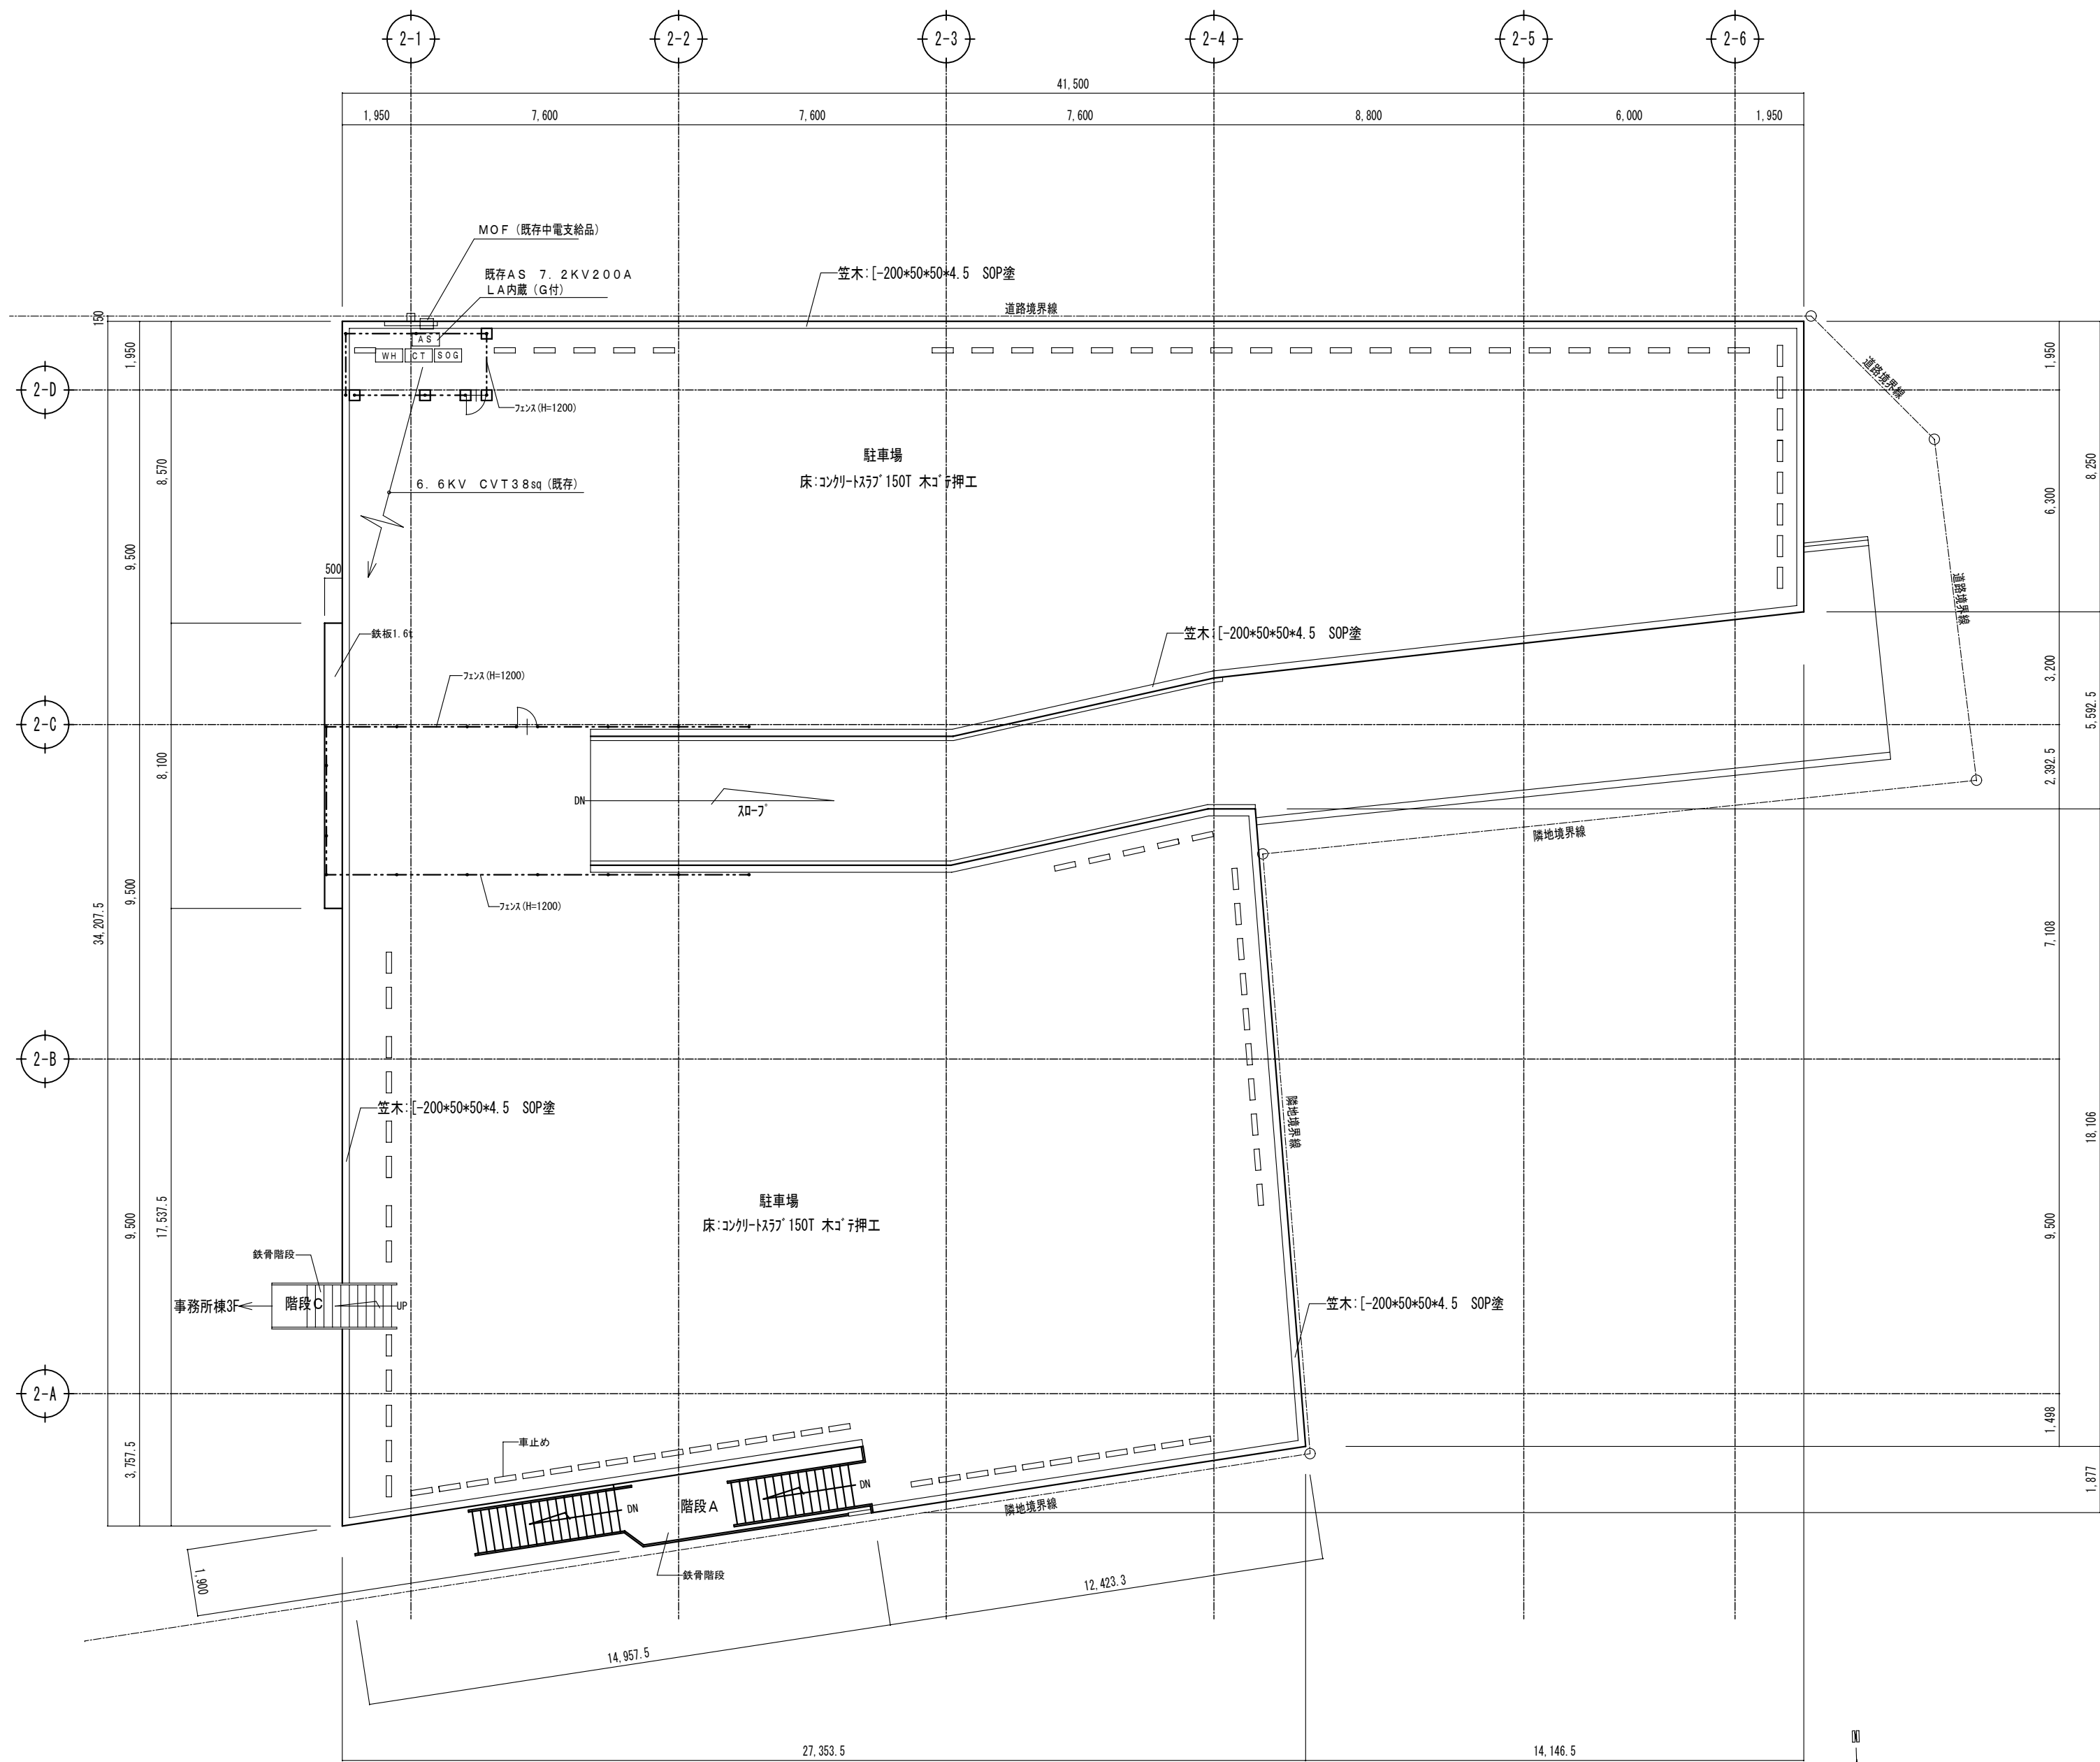 2-1
2-2
2-3
2-4
2-5
2-6
41,500
1,950
7,600
7,600
7,600
8,800
6,000
1,950
MOF（既存中電支給品）
既存AS 7.2KV200A
LA内蔵（G付）
笠木:[-200*50*50*4.5 SOP塗
道路境界線
150
AS
WH
CT
SOG
1,950
1,950
道路境界線
2-D
フェンス(H=1200)
駐車場
床:コンクリートスラブ150T 木ゴテ押工
8,570
8,250
6.6KV CVT38sq（既存）
6,300
9,500
500
道路境界線
鉄板1.6t
笠木:[-200*50*50*4.5 SOP塗
フェンス(H=1200)
3,200
5,592.5
2-C
8,100
2,392.5
DN
スロープ
隣地境界線
9,500
フェンス(H=1200)
34,207.5
7,108
2-B
笠木:[-200*50*50*4.5 SOP塗
隣地境界線
18,106
駐車場
床:コンクリートスラブ150T 木ゴテ押工
9,500
17,537.5
9,500
鉄骨階段
事務所棟3F
階段C
UP
笠木:[-200*50*50*4.5 SOP塗
2-A
1,498
車止め
3,757.5
1,877
DN
階段A
DN
隣地境界線
鉄骨階段
1,900
12,423.3
14,957.5
27,353.5
14,146.5